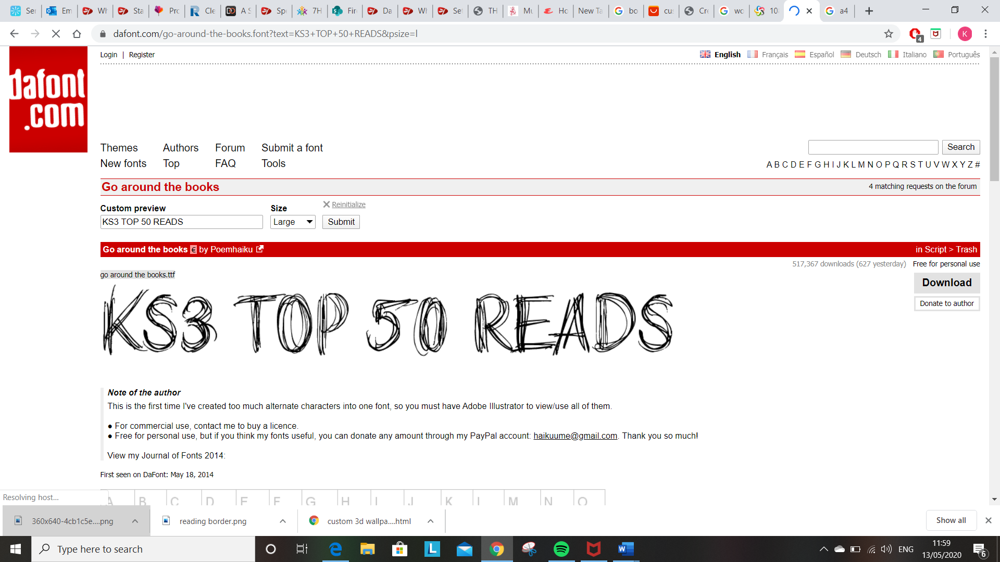 Se
Em
Wh
Sta
Pro
Cle
A S
Spe
7H
Fir
Da
Wh
Set
TH
Mu
Ho
New Ta
bo
cus
Cre
wo
10
a4
dafont.com/go-around-the-books.font?text=KS3+TOP+50+READS&psize=l
4
K
dafont
.com
Login | Register
English Français Español Deutsch Italiano Português
Themes Authors Forum Submit a font
Search
New fonts Top FAQ Tools
A B C D E F G H I J K L M N O P Q R S T U V W X Y Z #
Go around the books
4 matching requests on the forum
Custom preview Size Reinitialize
KS3 TOP 50 READS Large Submit
Go around the books € by Poemhaiku
in Script > Trash
517,367 downloads (627 yesterday) Free for personal use
go around the books.ttf
Download
KS3 TOP 50 READS
Donate to author
Note of the author
This is the first time I've created too much alternate characters into one font, so you must have Adobe Illustrator to view/use all of them.
● For commercial use, contact me to buy a licence.
● Free for personal use, but if you think my fonts useful, you can donate any amount through my PayPal account: haikuume@gmail.com. Thank you so much!
View my Journal of Fonts 2014:
First seen on DaFont: May 18, 2014
Resolving host...
A B C D E F G H I J K L M N O
360x640-4cb1c5e....png
reading border.png
custom 3d wallpa....html
Show all
Type here to search
ENG
11:59
13/05/2020
6